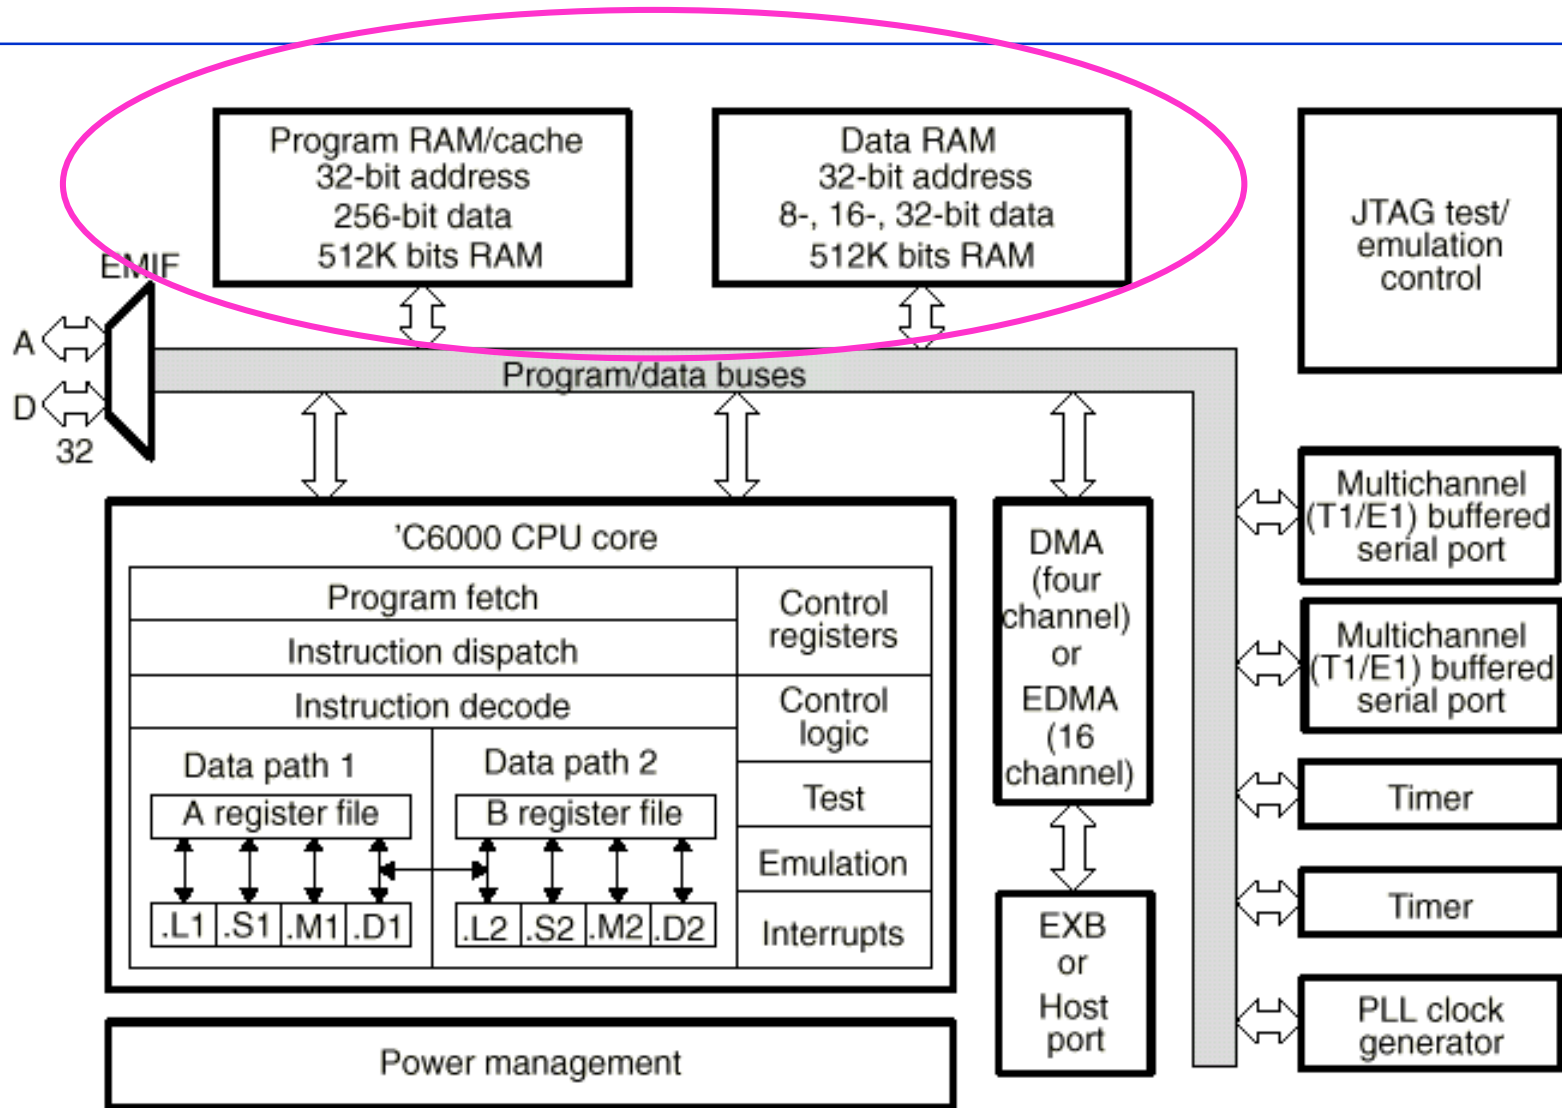 Program RAM/cache
32-bit address
256-bit data
512K bits RAM
Data RAM
32-bit address
8-, 16-, 32-bit data
512K bits RAM
JTAG test/
emulation
control
EMIF
A
D
32
Program/data buses
'C6000 CPU core
Program fetch
Instruction dispatch
Instruction decode
Data path 1
A register file
.L1 .S1 .M1 .D1
Data path 2
B register file
.L2 .S2 .M2 .D2
Control
registers
Control
logic
Test
Emulation
Interrupts
Power management
DMA
(four
channel)
or
EDMA
(16
channel)
EXB
or
Host
port
Multichannel
(T1/E1) buffered
serial port
Multichannel
(T1/E1) buffered
serial port
Timer
Timer
PLL clock
generator